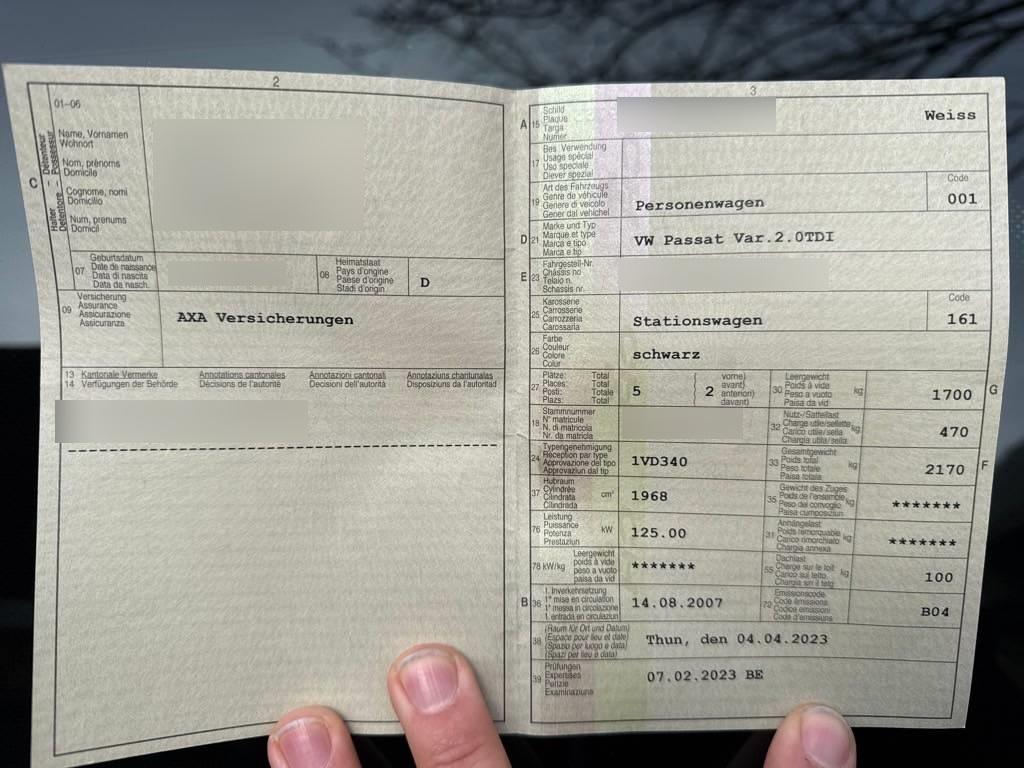 2
01-06
C
Halter Détenteur
Detentore Possessur
Name, Vornamen
Wohnort
Nom, prénoms
Domicile
Cognome, nomi
Domicilio
Num, prenums
Domicil
07
Geburtsdatum
Date de naissance
Data di nascita
Data da nasch.
08
Heimatstaat
Pays d'origine
Paese d'origine
Stadi d'origin
D
09
Versicherung
Assurance
Assicurazione
Assicuranza
AXA Versicherungen
13 Kantonale Vermerke Annotations cantonales Annotazioni cantonali Annotaziuns chantunalas
14 Verfügungen der Behörde Décisions de l'autorité Decisioni dell'autorità Disposiziuns da l'autoritad
3
A 15
Schild
Plaque
Targa
Numer
Weiss
17
Bes. Verwendung
Usage spécial
Uso speciale
Diever spezial
19
Art des Fahrzeugs
Genre de véhicule
Genere di veicolo
Gener dal vehichel
Personenwagen
Code
001
D 21
Marke und Typ
Marque et type
Marca e tipo
Marca e tip
VW Passat Var.2.0TDI
E 23
Fahrgestell-Nr.
Châssis no
Telaio n.
Schassis nr.
25
Karosserie
Carrosserie
Carrozzeria
Carossaria
Stationswagen
Code
161
26
Farbe
Couleur
Colore
Colur
schwarz
27
Plätze: Total
Places: Total
Posti: Totale
Plazs: Total
5
2
vorne)
avant)
anteriori)
davant)
30
Leergewicht
Poids à vide
Peso a vuoto
Paisa da vid
kg
1700
G
18
Stammnummer
N° matricule
N. di matricola
Nr. da matricla
32
Nutz-/Sattellast
Charge utile/sellette
Carico utile/sella
Chargia utila/sella
kg
470
24
Typengenehmigung
Réception par type
Approvazione del tipo
Approvaziun dal tip
1VD340
33
Gesamtgewicht
Poids total
Peso totale
Paisa totala
kg
2170
F
37
Hubraum
Cylindrée
Cilindrata
Cilindrada
cm³
1968
35
Gewicht des Zuges
Poids de l'ensemble
Peso del convoglio
Paisa cumposiziun
kg
*******
76
Leistung
Puissance
Potenza
Prestaziun
kW
125.00
31
Anhängelast
Poids remorquable
Carico rimorchiato
Chargia annexa
kg
*******
78 kW/kg
Leergewicht
poids à vide
peso a vuoto
paisa da vid
*******
55
Dachlast
Charge sur le toit
Carico sul tetto
Chargia sin il tetg
kg
100
B 36
1. Inverkehrsetzung
1re mise en circulation
1a messa in circolazione
1. entrada en circulaziun
14.08.2007
72
Emissionscode
Code émissions
Codice emissioni
Code d'emissiuns
B04
38
(Raum für Ort und Datum)
(Espace pour lieu et date)
(Spazio per luogo e data)
(Spazi per lieu e data)
Thun, den 04.04.2023
39
Prüfungen
Expertises
Perizie
Examinaziuns
07.02.2023 BE